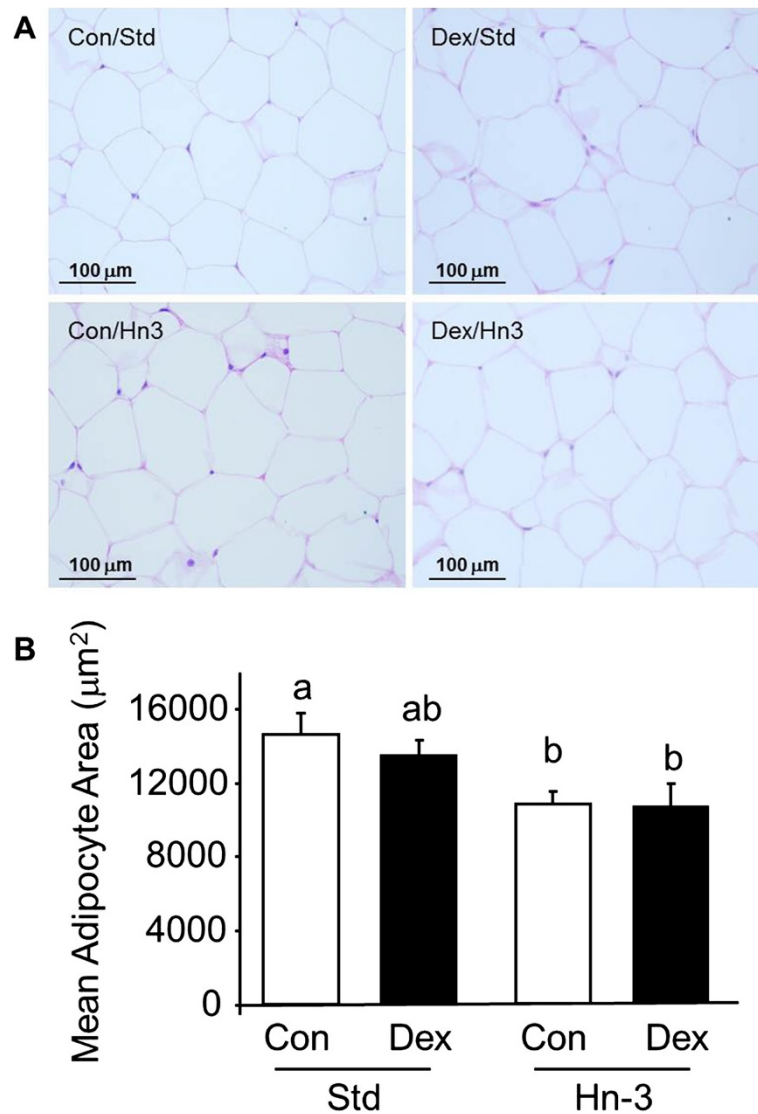 A
Con/Std
Dex/Std
100 μm
100 μm
Con/Hn3
Dex/Hn3
100 μm
100 μm
B
Mean Adipocyte Area (μm²)
16000
12000
8000
4000
0
a
ab
b
b
Con
Dex
Con
Dex
Std
Hn-3